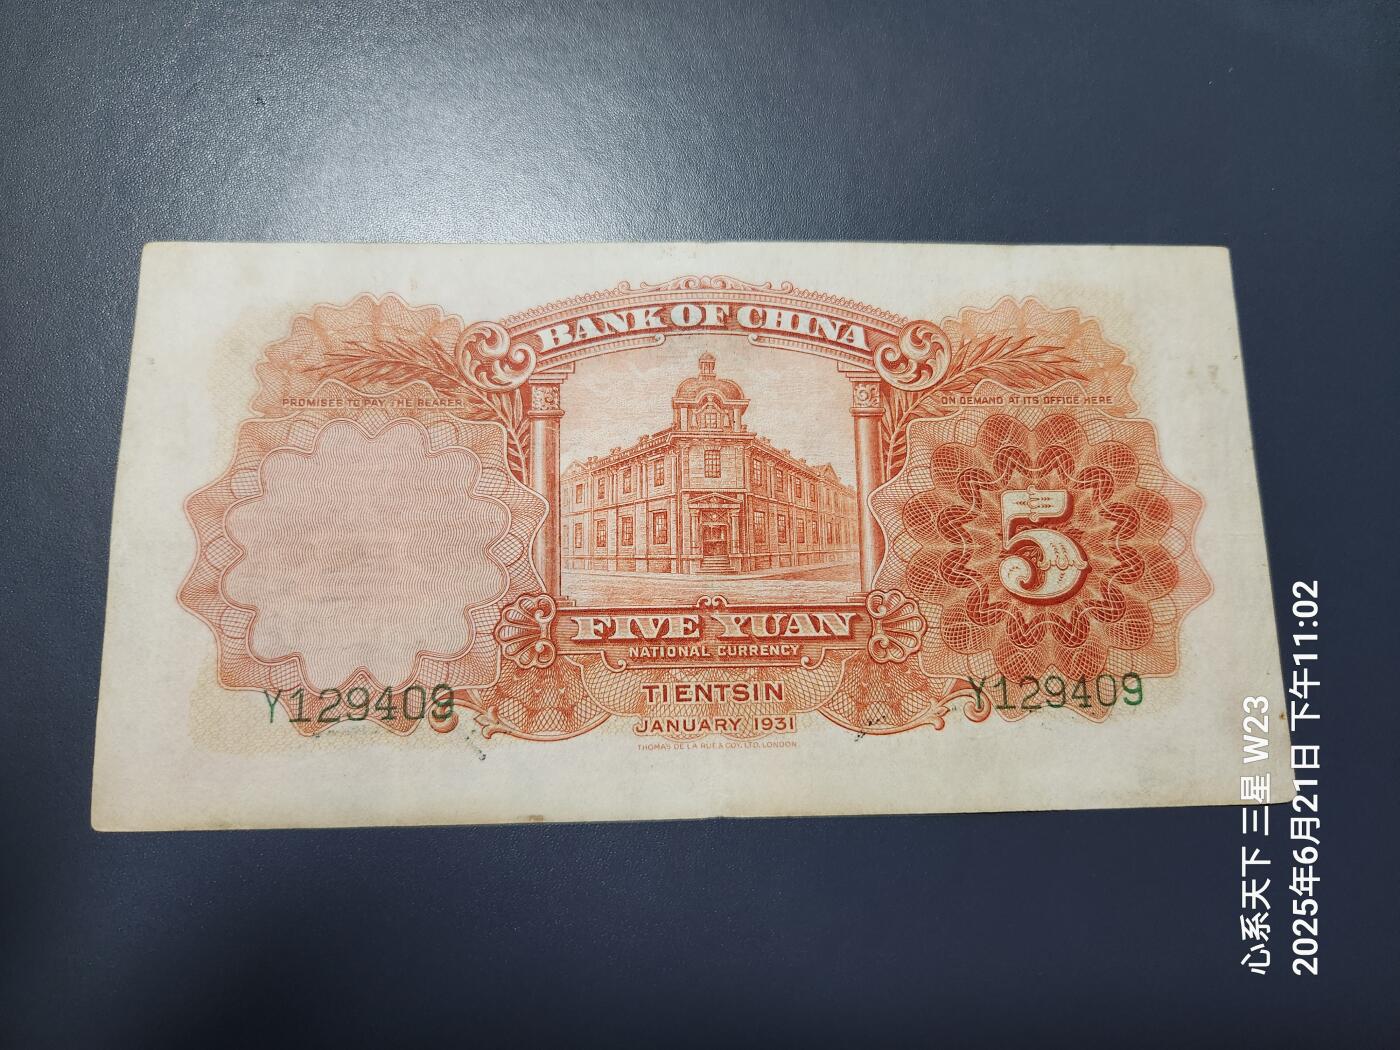 BANK OF CHINA
PROMISES TO PAY THE BEARER
ON DEMAND AT ITS OFFICE HERE
5
FIVE YUAN
NATIONAL CURRENCY
Y129409
TIENTSIN
Y129409
JANUARY, 1931
THOMAS DE LA RUE & COY. LTD. LONDON.
心系天下 三星 W23
2025年6月21日 下午11:02